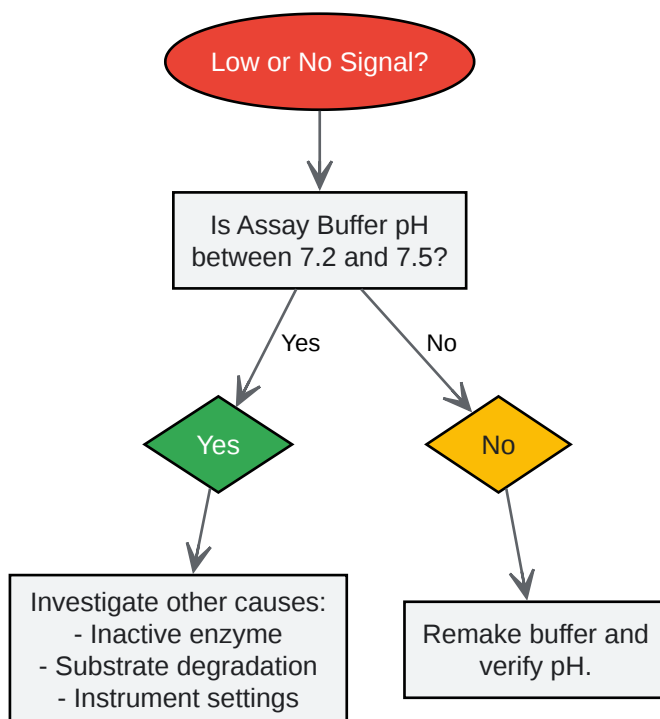 Low or No Signal?
Is Assay Buffer pH
between 7.2 and 7.5?
Yes
No
Yes
No
Investigate other causes:
- Inactive enzyme
- Substrate degradation
- Instrument settings
Remake buffer and
verify pH.